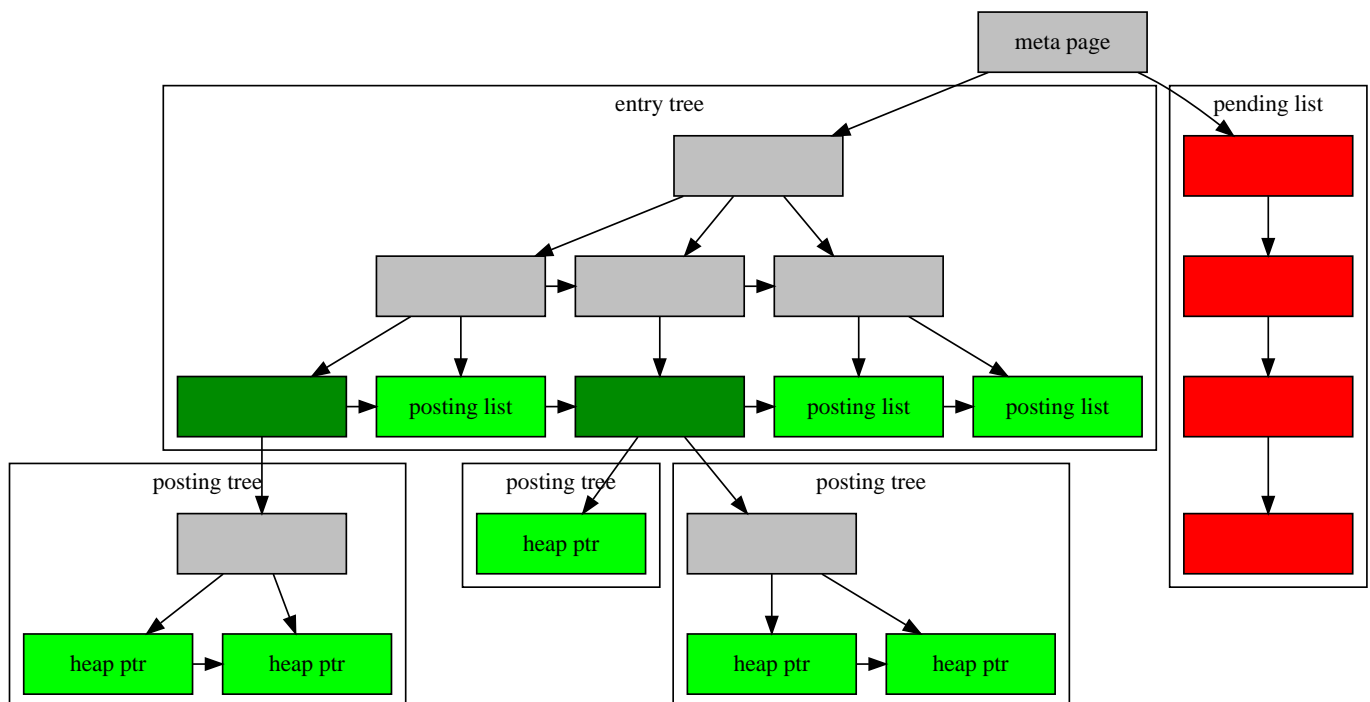 meta page
entry tree
pending list
posting list
posting list
posting list
posting tree
posting tree
posting tree
heap ptr
heap ptr
heap ptr
heap ptr
heap ptr